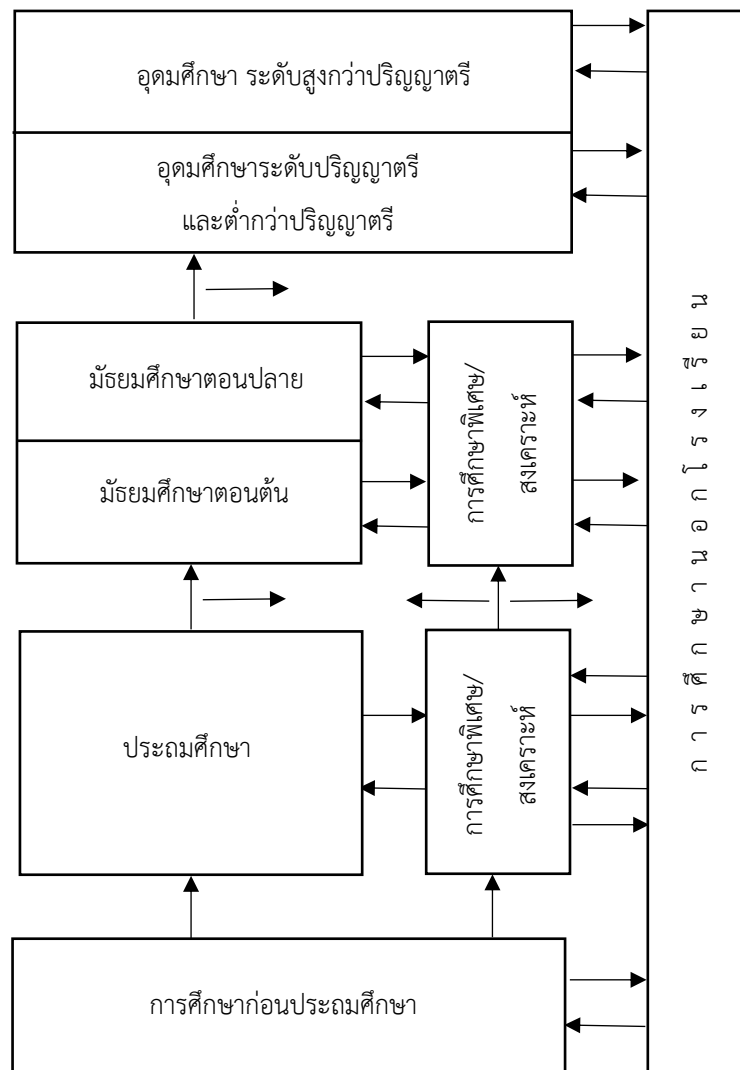 อุดมศึกษา ระดับสูงกว่าปริญญาตรี
อุดมศึกษาระดับปริญญาตรี
และต่ำกว่าปริญญาตรี
มัธยมศึกษาตอนปลาย
มัธยมศึกษาตอนต้น
การศึกษาพิเศษ/
สงเคราะห์
ประถมศึกษา
การศึกษาพิเศษ/
สงเคราะห์
การศึกษาก่อนประถมศึกษา
ก า ร ศึ ก ษ า น อ ก โ ร ง เ รี ย น